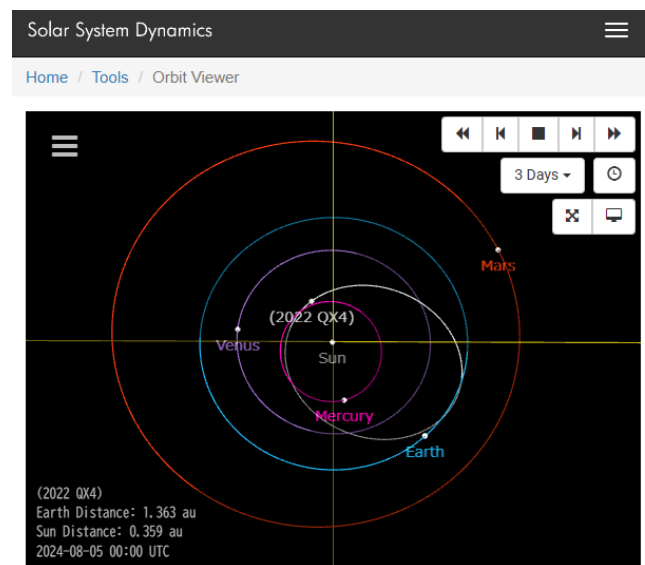 Solar System Dynamics
Home / Tools / Orbit Viewer
3 Days
Mars
(2022 QX4)
Venus
Sun
Mercury
Earth
(2022 QX4)
Earth Distance: 1.363 au
Sun Distance: 0.359 au
2024-08-05 00:00 UTC